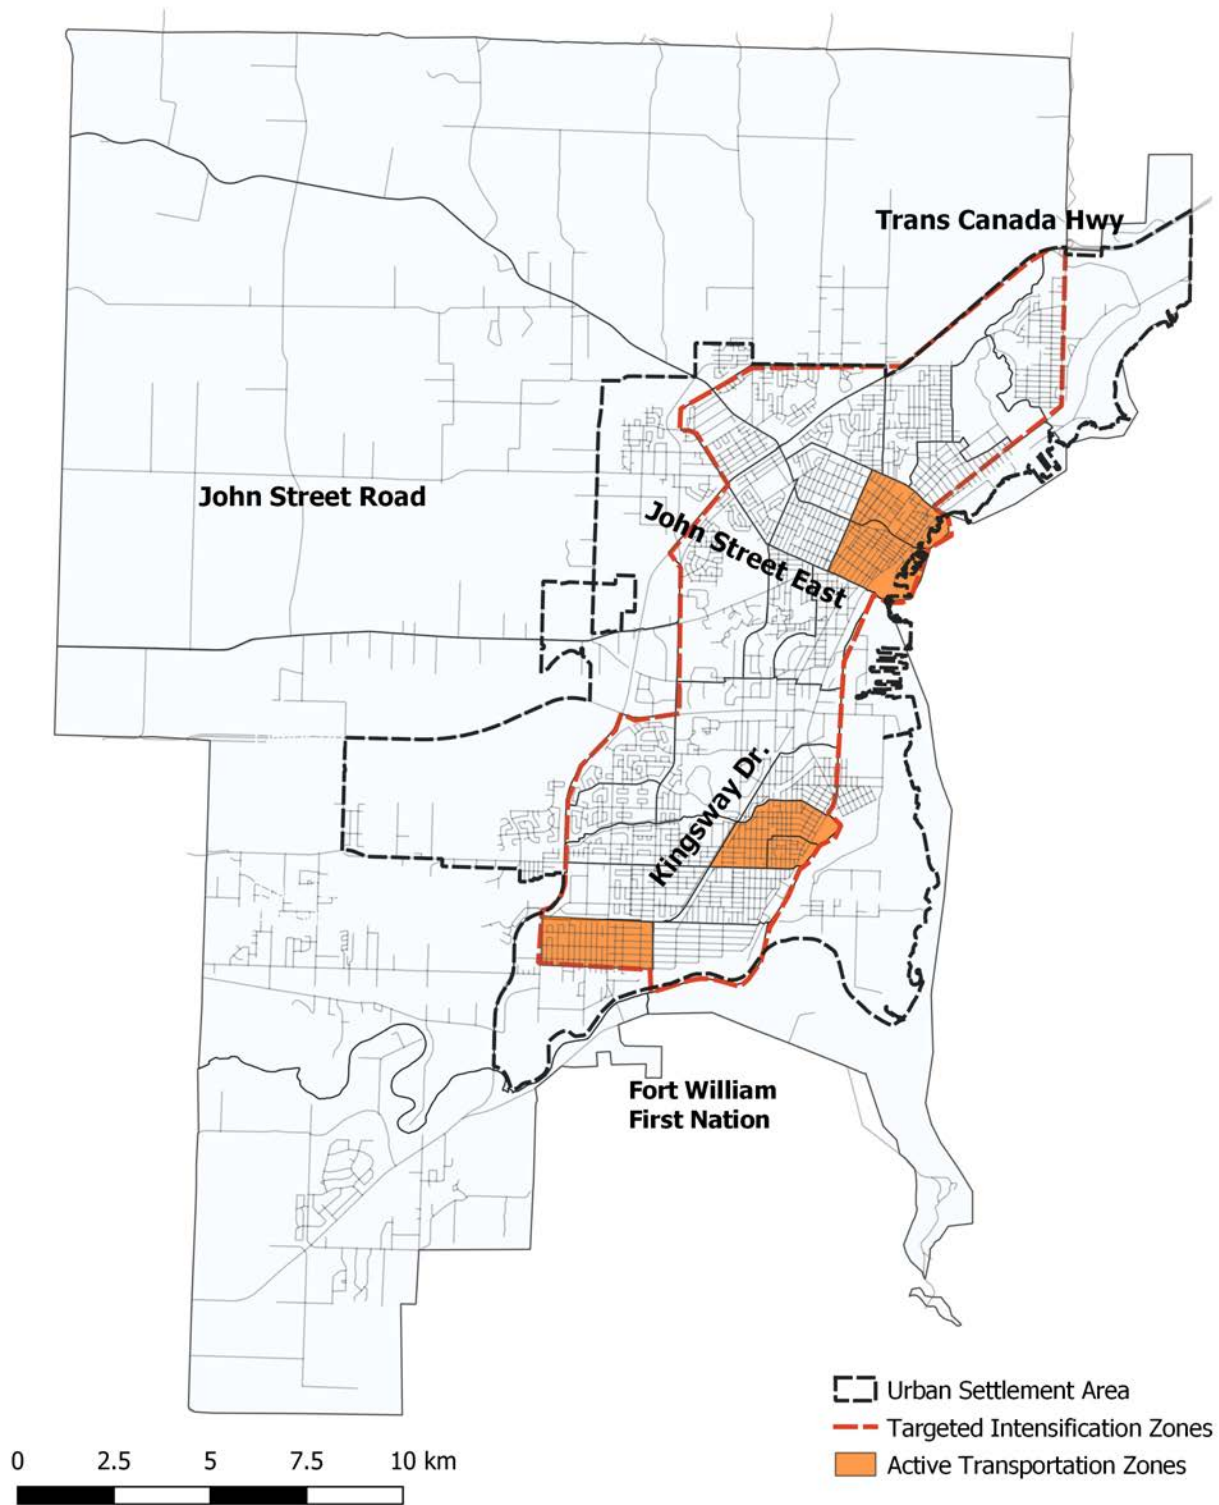 Trans Canada Hwy
John Street Road
John Street East
Kingsway Dr.
Fort William
First Nation
Urban Settlement Area
Targeted Intensification Zones
Active Transportation Zones
0 2.5 5 7.5 10 km